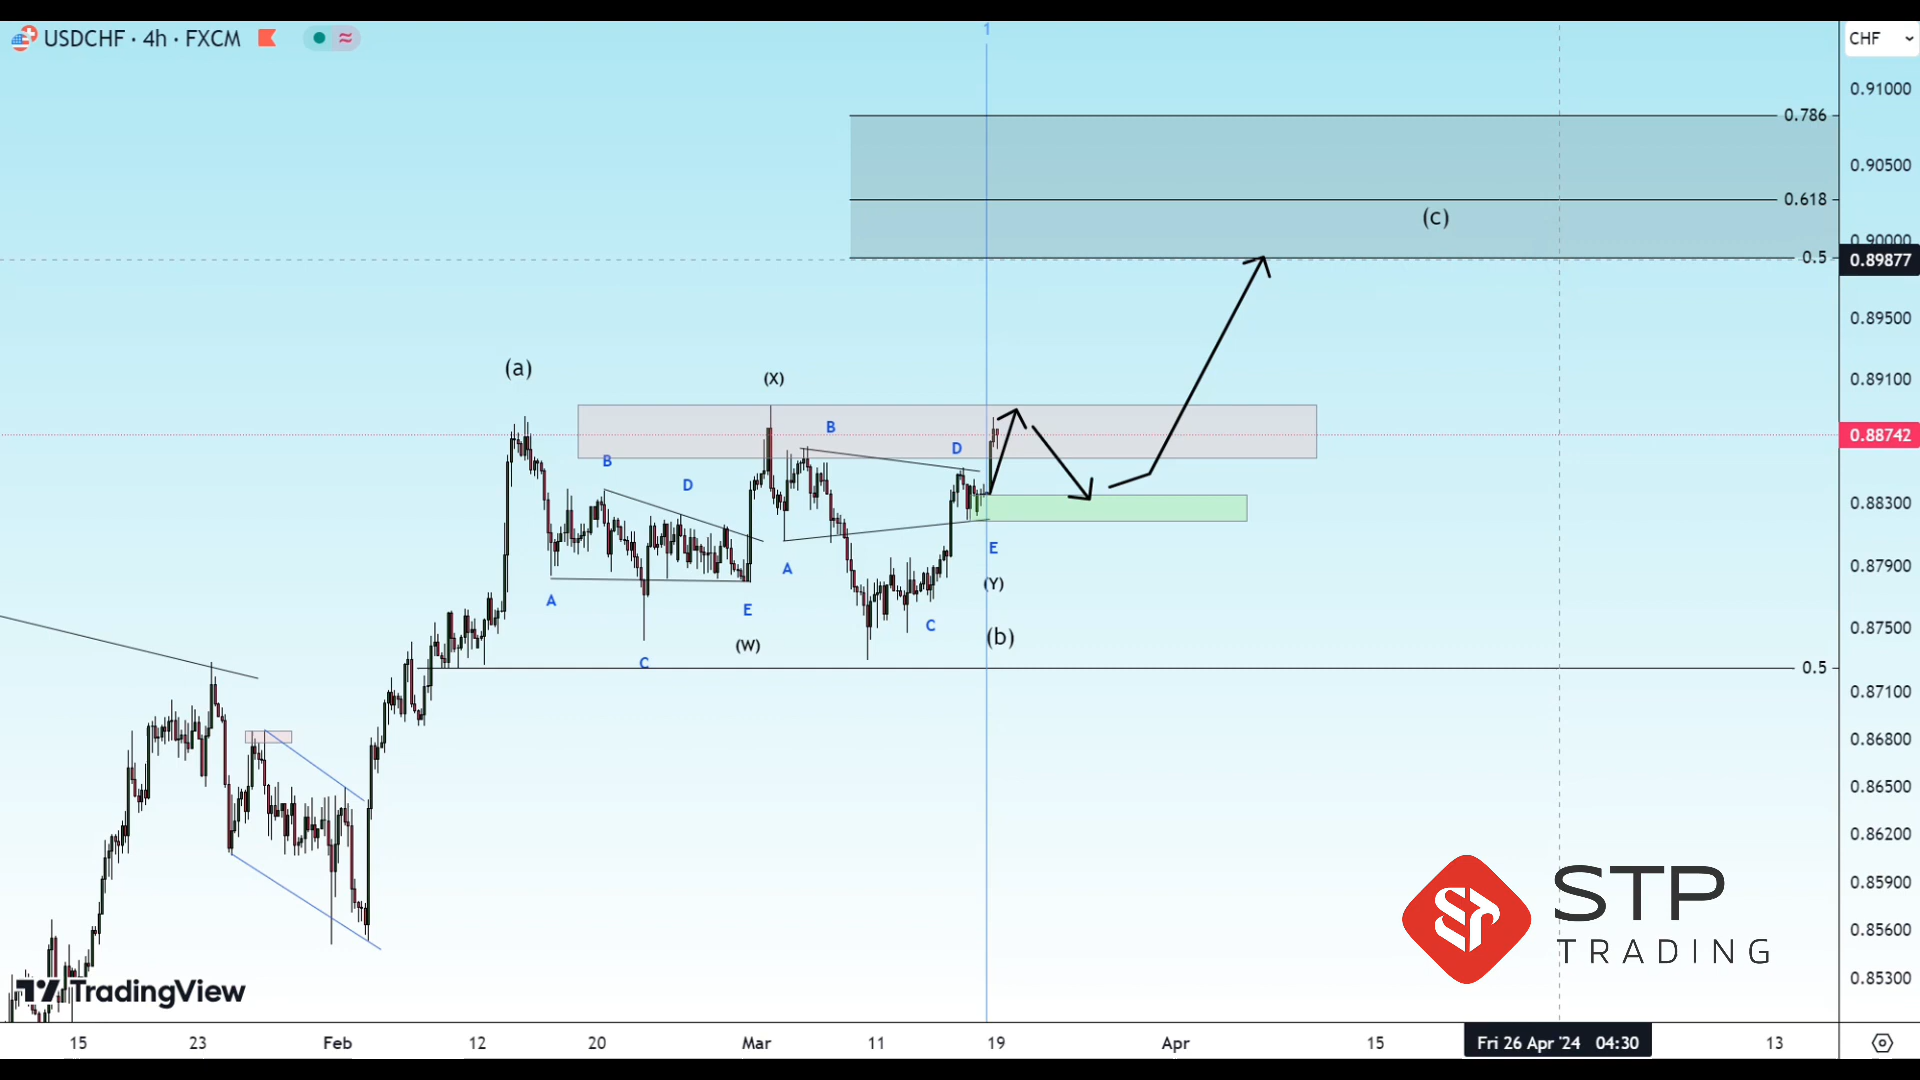 USDCHF · 4h · FXCM
1
CHF
0.91000
0.786
0.90500
0.618
(c)
0.90000
0.5
0.89877
0.89500
(a)
(X)
0.89100
B
0.88742
D
B
D
0.88300
E
0.87900
A
(Y)
A
E
C
0.87500
(b)
(W)
C
0.5
0.87100
0.86800
0.86500
0.86200
0.85900
STP
0.85600
TRADING
0.85300
TradingView
15 23 Feb 12 20 Mar 11 19 Apr 15 Fri 26 Apr '24 04:30 13